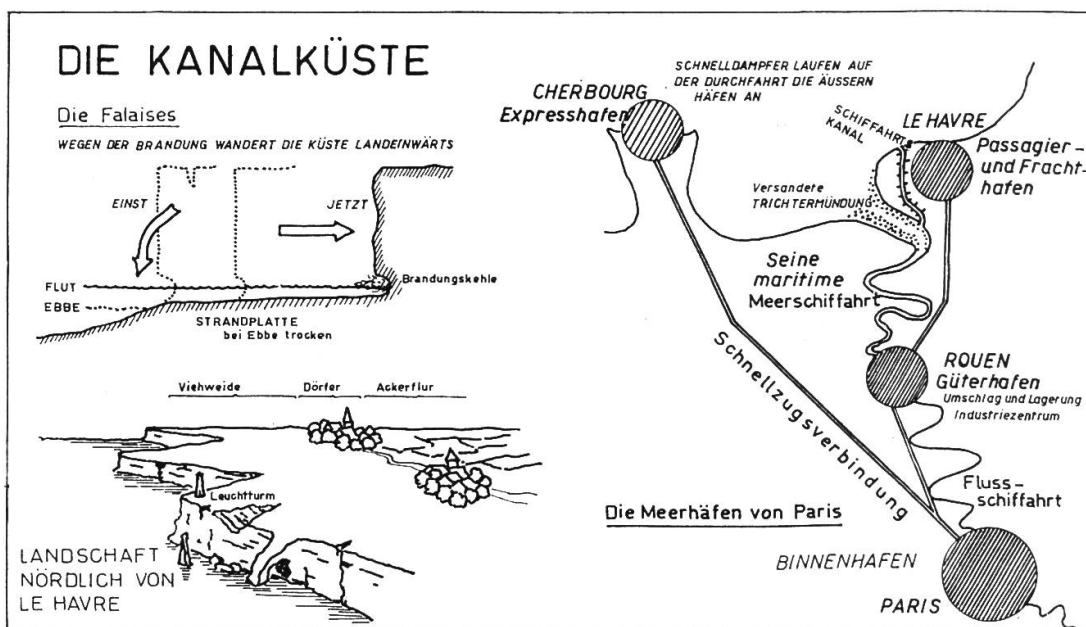 DIE KANALKÜSTE
Die Falaises
WEGEN DER BRANDUNG WANDERT DIE KÜSTE LANDEINWÄRTS
EINST
JETZT
FLUT
EBBE
Brandungskehle
STRANDPLATTE
bei Ebbe trocken
Viehweide
Dörfer
Ackerflur
Leuchtturm
LANDSCHAFT
NÖRDLICH VON
LE HAVRE
SCHNELLDAMPFER LAUFEN AUF
DER DURCHFAHRT DIE ÄUSSERN
HÄFEN AN
CHERBOURG
Expresshafen
SCHIFFAHRT
KANAL
LE HAVRE
Passagier-
und Fracht-
hafen
Versandete
TRICHTERMÜNDUNG
Seine
maritime
Meerschiffahrt
ROUEN
Güterhafen
Umschlag und Lagerung
Industriezentrum
Schnellzugsverbindung
Fluss-
schiffahrt
Die Meerhäfen von Paris
BINNENHAFEN
PARIS